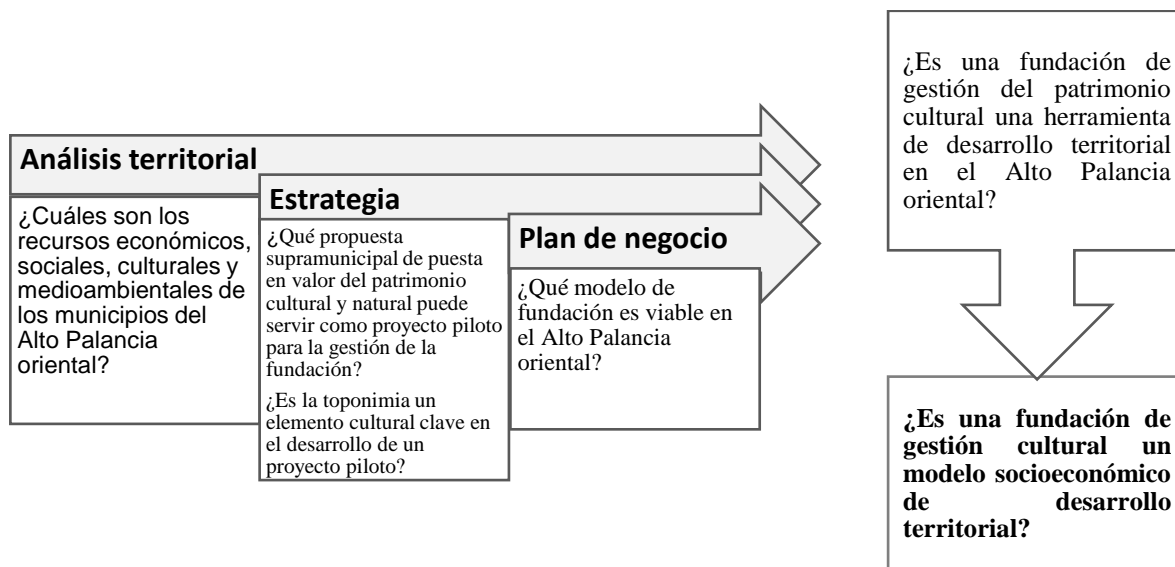 Análisis territorial
¿Cuáles son los
recursos económicos,
sociales, culturales y
medioambientales de
los municipios del
Alto Palancia
oriental?
Estrategia
¿Qué propuesta
supramunicipal de puesta
en valor del patrimonio
cultural y natural puede
servir como proyecto piloto
para la gestión de la
fundación?
¿Es la toponimia un
elemento cultural clave en
el desarrollo de un
proyecto piloto?
Plan de negocio
¿Qué modelo de
fundación es viable en
el Alto Palancia
oriental?
¿Es una fundación de
gestión del patrimonio
cultural una herramienta
de desarrollo territorial
en el Alto Palancia
oriental?
¿Es una fundación de
gestión cultural un
modelo socioeconómico
de desarrollo
territorial?